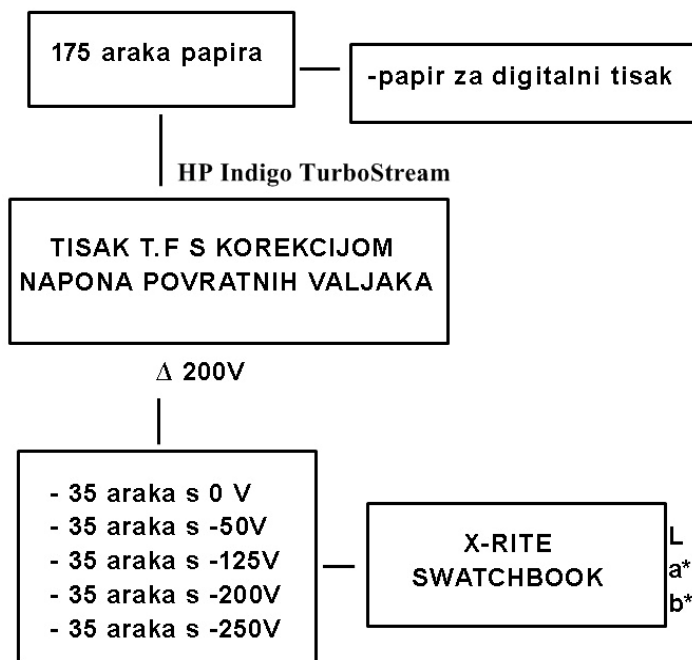 175 araka papira
-papir za digitalni tisak
HP Indigo TurboStream
TISAK T.F S KOREKCIJOM
NAPONA POVRATNIH VALJAKA
Δ 200V
- 35 araka s 0 V
- 35 araka s -50V
- 35 araka s -125V
- 35 araka s -200V
- 35 araka s -250V
X-RITE
SWATCHBOOK
L
a*
b*